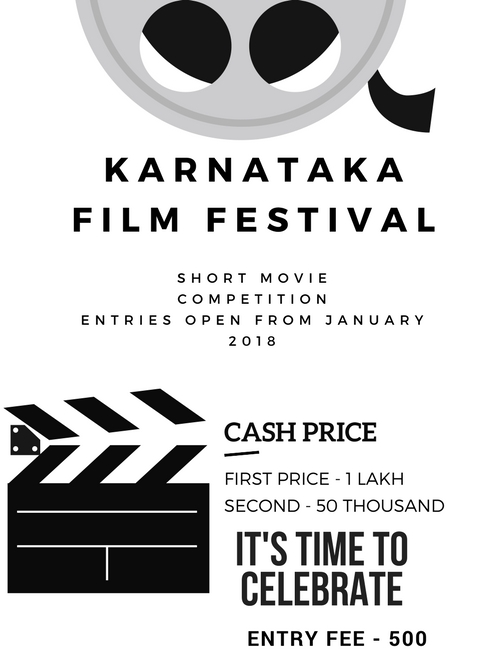 KARNATAKA
FILM FESTIVAL
SHORT MOVIE
COMPETITION
ENTRIES OPEN FROM JANUARY
2018
CASH PRICE
FIRST PRICE - 1 LAKH
SECOND - 50 THOUSAND
IT'S TIME TO
CELEBRATE
ENTRY FEE - 500